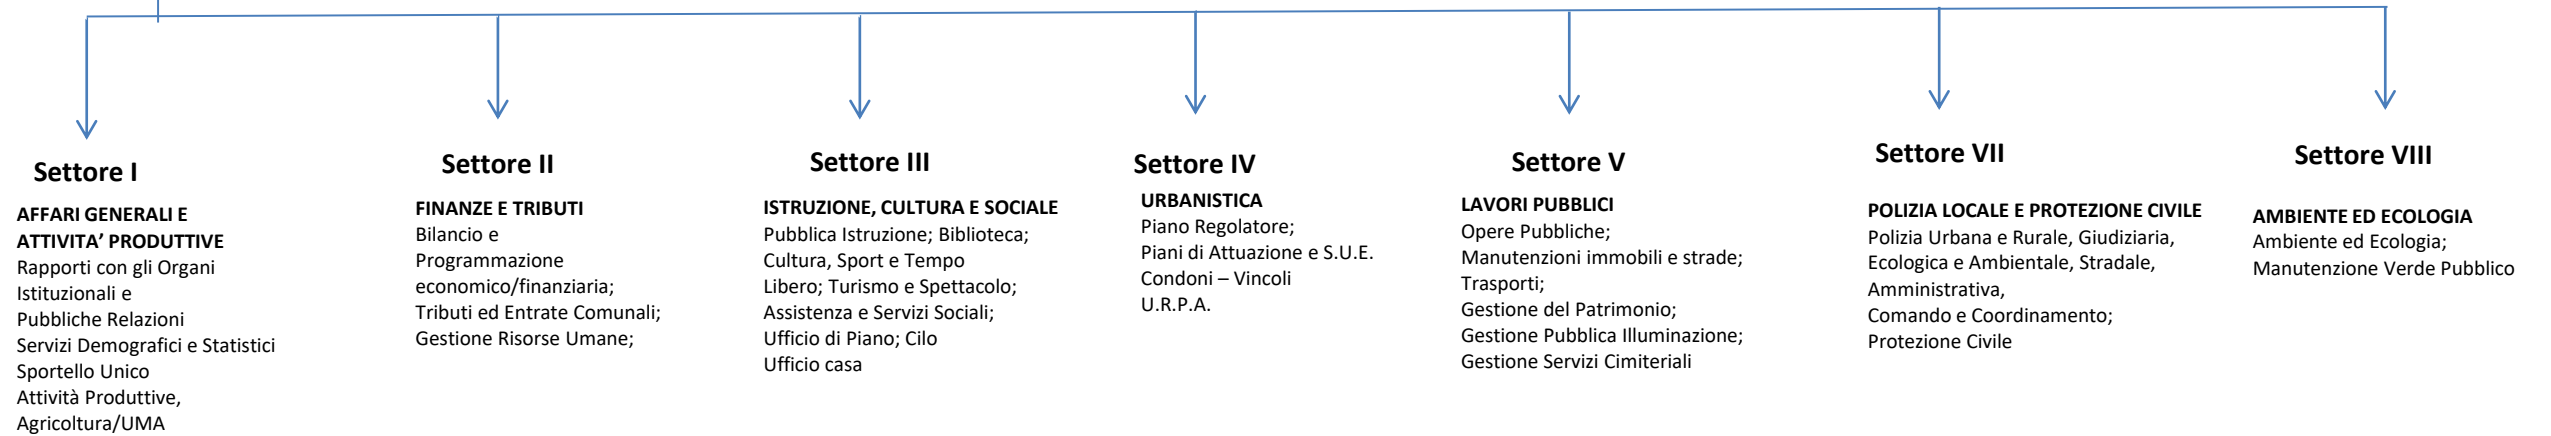 Settore I
AFFARI GENERALI E
ATTIVITA’ PRODUTTIVE
Rapporti con gli Organi
Istituzionali e
Pubbliche Relazioni
Servizi Demografici e Statistici
Sportello Unico
Attività Produttive,
Agricoltura/UMA
Settore II
FINANZE E TRIBUTI
Bilancio e
Programmazione
economico/finanziaria;
Tributi ed Entrate Comunali;
Gestione Risorse Umane;
Settore III
ISTRUZIONE, CULTURA E SOCIALE
Pubblica Istruzione; Biblioteca;
Cultura, Sport e Tempo
Libero; Turismo e Spettacolo;
Assistenza e Servizi Sociali;
Ufficio di Piano; Cilo
Ufficio casa
Settore IV
URBANISTICA
Piano Regolatore;
Piani di Attuazione e S.U.E.
Condoni – Vincoli
U.R.P.A.
Settore V
LAVORI PUBBLICI
Opere Pubbliche;
Manutenzioni immobili e strade;
Trasporti;
Gestione del Patrimonio;
Gestione Pubblica Illuminazione;
Gestione Servizi Cimiteriali
Settore VII
POLIZIA LOCALE E PROTEZIONE CIVILE
Polizia Urbana e Rurale, Giudiziaria,
Ecologica e Ambientale, Stradale,
Amministrativa,
Comando e Coordinamento;
Protezione Civile
Settore VIII
AMBIENTE ED ECOLOGIA
Ambiente ed Ecologia;
Manutenzione Verde Pubblico